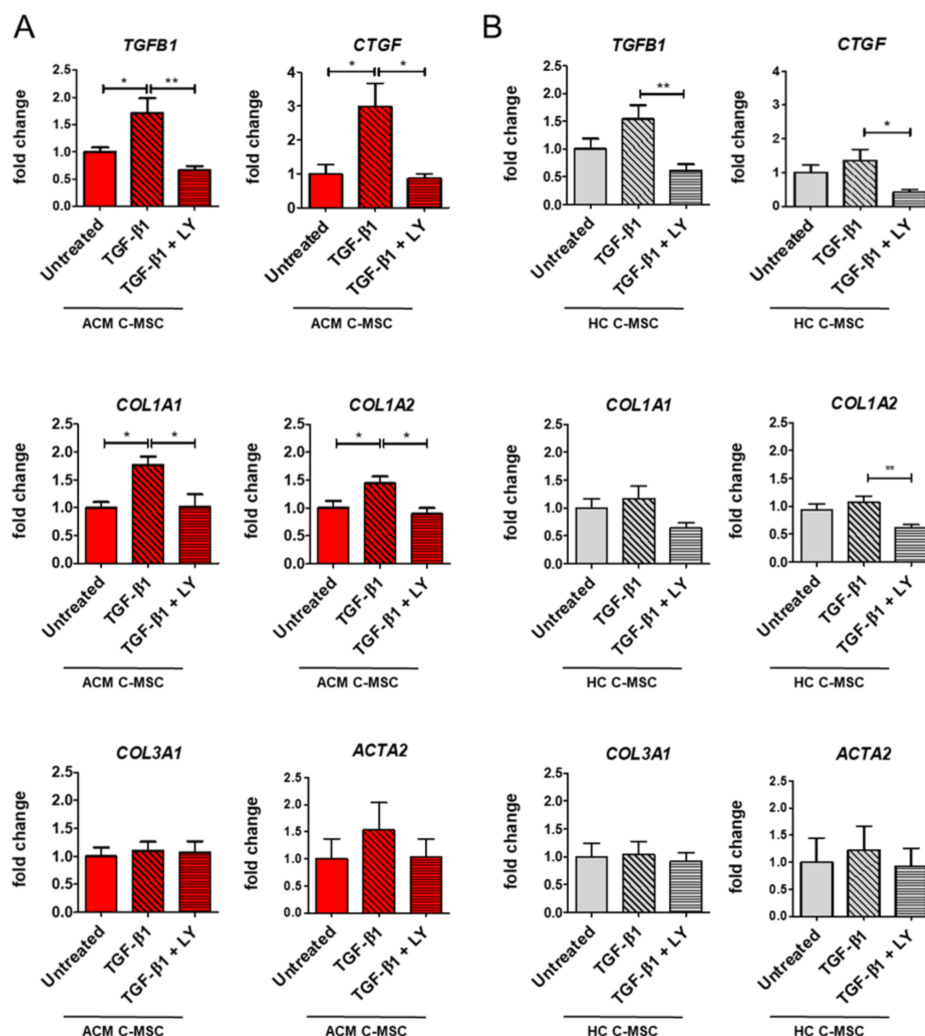 A
B
TGFB1
fold change
2.5
2.0
1.5
1.0
0.5
0.0
*
**
Untreated
TGF-β1
TGF-β1 + LY
ACM C-MSC
CTGF
fold change
4
3
2
1
0
*
*
Untreated
TGF-β1
TGF-β1 + LY
ACM C-MSC
TGFB1
fold change
2.5
2.0
1.5
1.0
0.5
0.0
**
Untreated
TGF-β1
TGF-β1 + LY
HC C-MSC
CTGF
fold change
4
3
2
1
0
*
Untreated
TGF-β1
TGF-β1 + LY
HC C-MSC
COL1A1
fold change
2.5
2.0
1.5
1.0
0.5
0.0
*
*
Untreated
TGF-β1
TGF-β1 + LY
ACM C-MSC
COL1A2
fold change
2.5
2.0
1.5
1.0
0.5
0.0
*
*
Untreated
TGF-β1
TGF-β1 + LY
ACM C-MSC
COL1A1
fold change
2.5
2.0
1.5
1.0
0.5
0.0
Untreated
TGF-β1
TGF-β1 + LY
HC C-MSC
COL1A2
fold change
2.5
2.0
1.5
1.0
0.5
0.0
**
Untreated
TGF-β1
TGF-β1 + LY
HC C-MSC
COL3A1
fold change
2.5
2.0
1.5
1.0
0.5
0.0
Untreated
TGF-β1
TGF-β1 + LY
ACM C-MSC
ACTA2
fold change
2.5
2.0
1.5
1.0
0.5
0.0
Untreated
TGF-β1
TGF-β1 + LY
ACM C-MSC
COL3A1
fold change
2.5
2.0
1.5
1.0
0.5
0.0
Untreated
TGF-β1
TGF-β1 + LY
HC C-MSC
ACTA2
fold change
2.5
2.0
1.5
1.0
0.5
0.0
Untreated
TGF-β1
TGF-β1 + LY
HC C-MSC